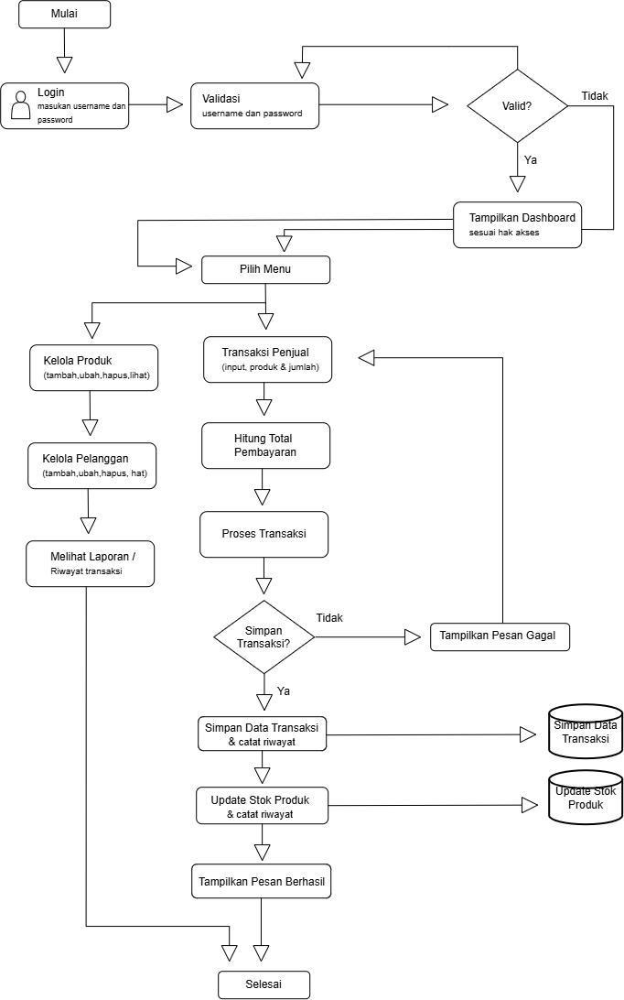 Mulai
Login
masukan username dan
password
Validasi
username dan password
Valid?
Tidak
Ya
Tampilkan Dashboard
sesuai hak akses
Pilih Menu
Kelola Produk
(tambah,ubah,hapus,lihat)
Transaksi Penjual
(input, produk & jumlah)
Kelola Pelanggan
(tambah,ubah,hapus, hat)
Hitung Total
Pembayaran
Melihat Laporan /
Riwayat transaksi
Proses Transaksi
Simpan
Transaksi?
Tidak
Tampilkan Pesan Gagal
Ya
Simpan Data Transaksi
& catat riwayat
Simpan Data
Transaksi
Update Stok Produk
& catat riwayat
Update Stok
Produk
Tampilkan Pesan Berhasil
Selesai